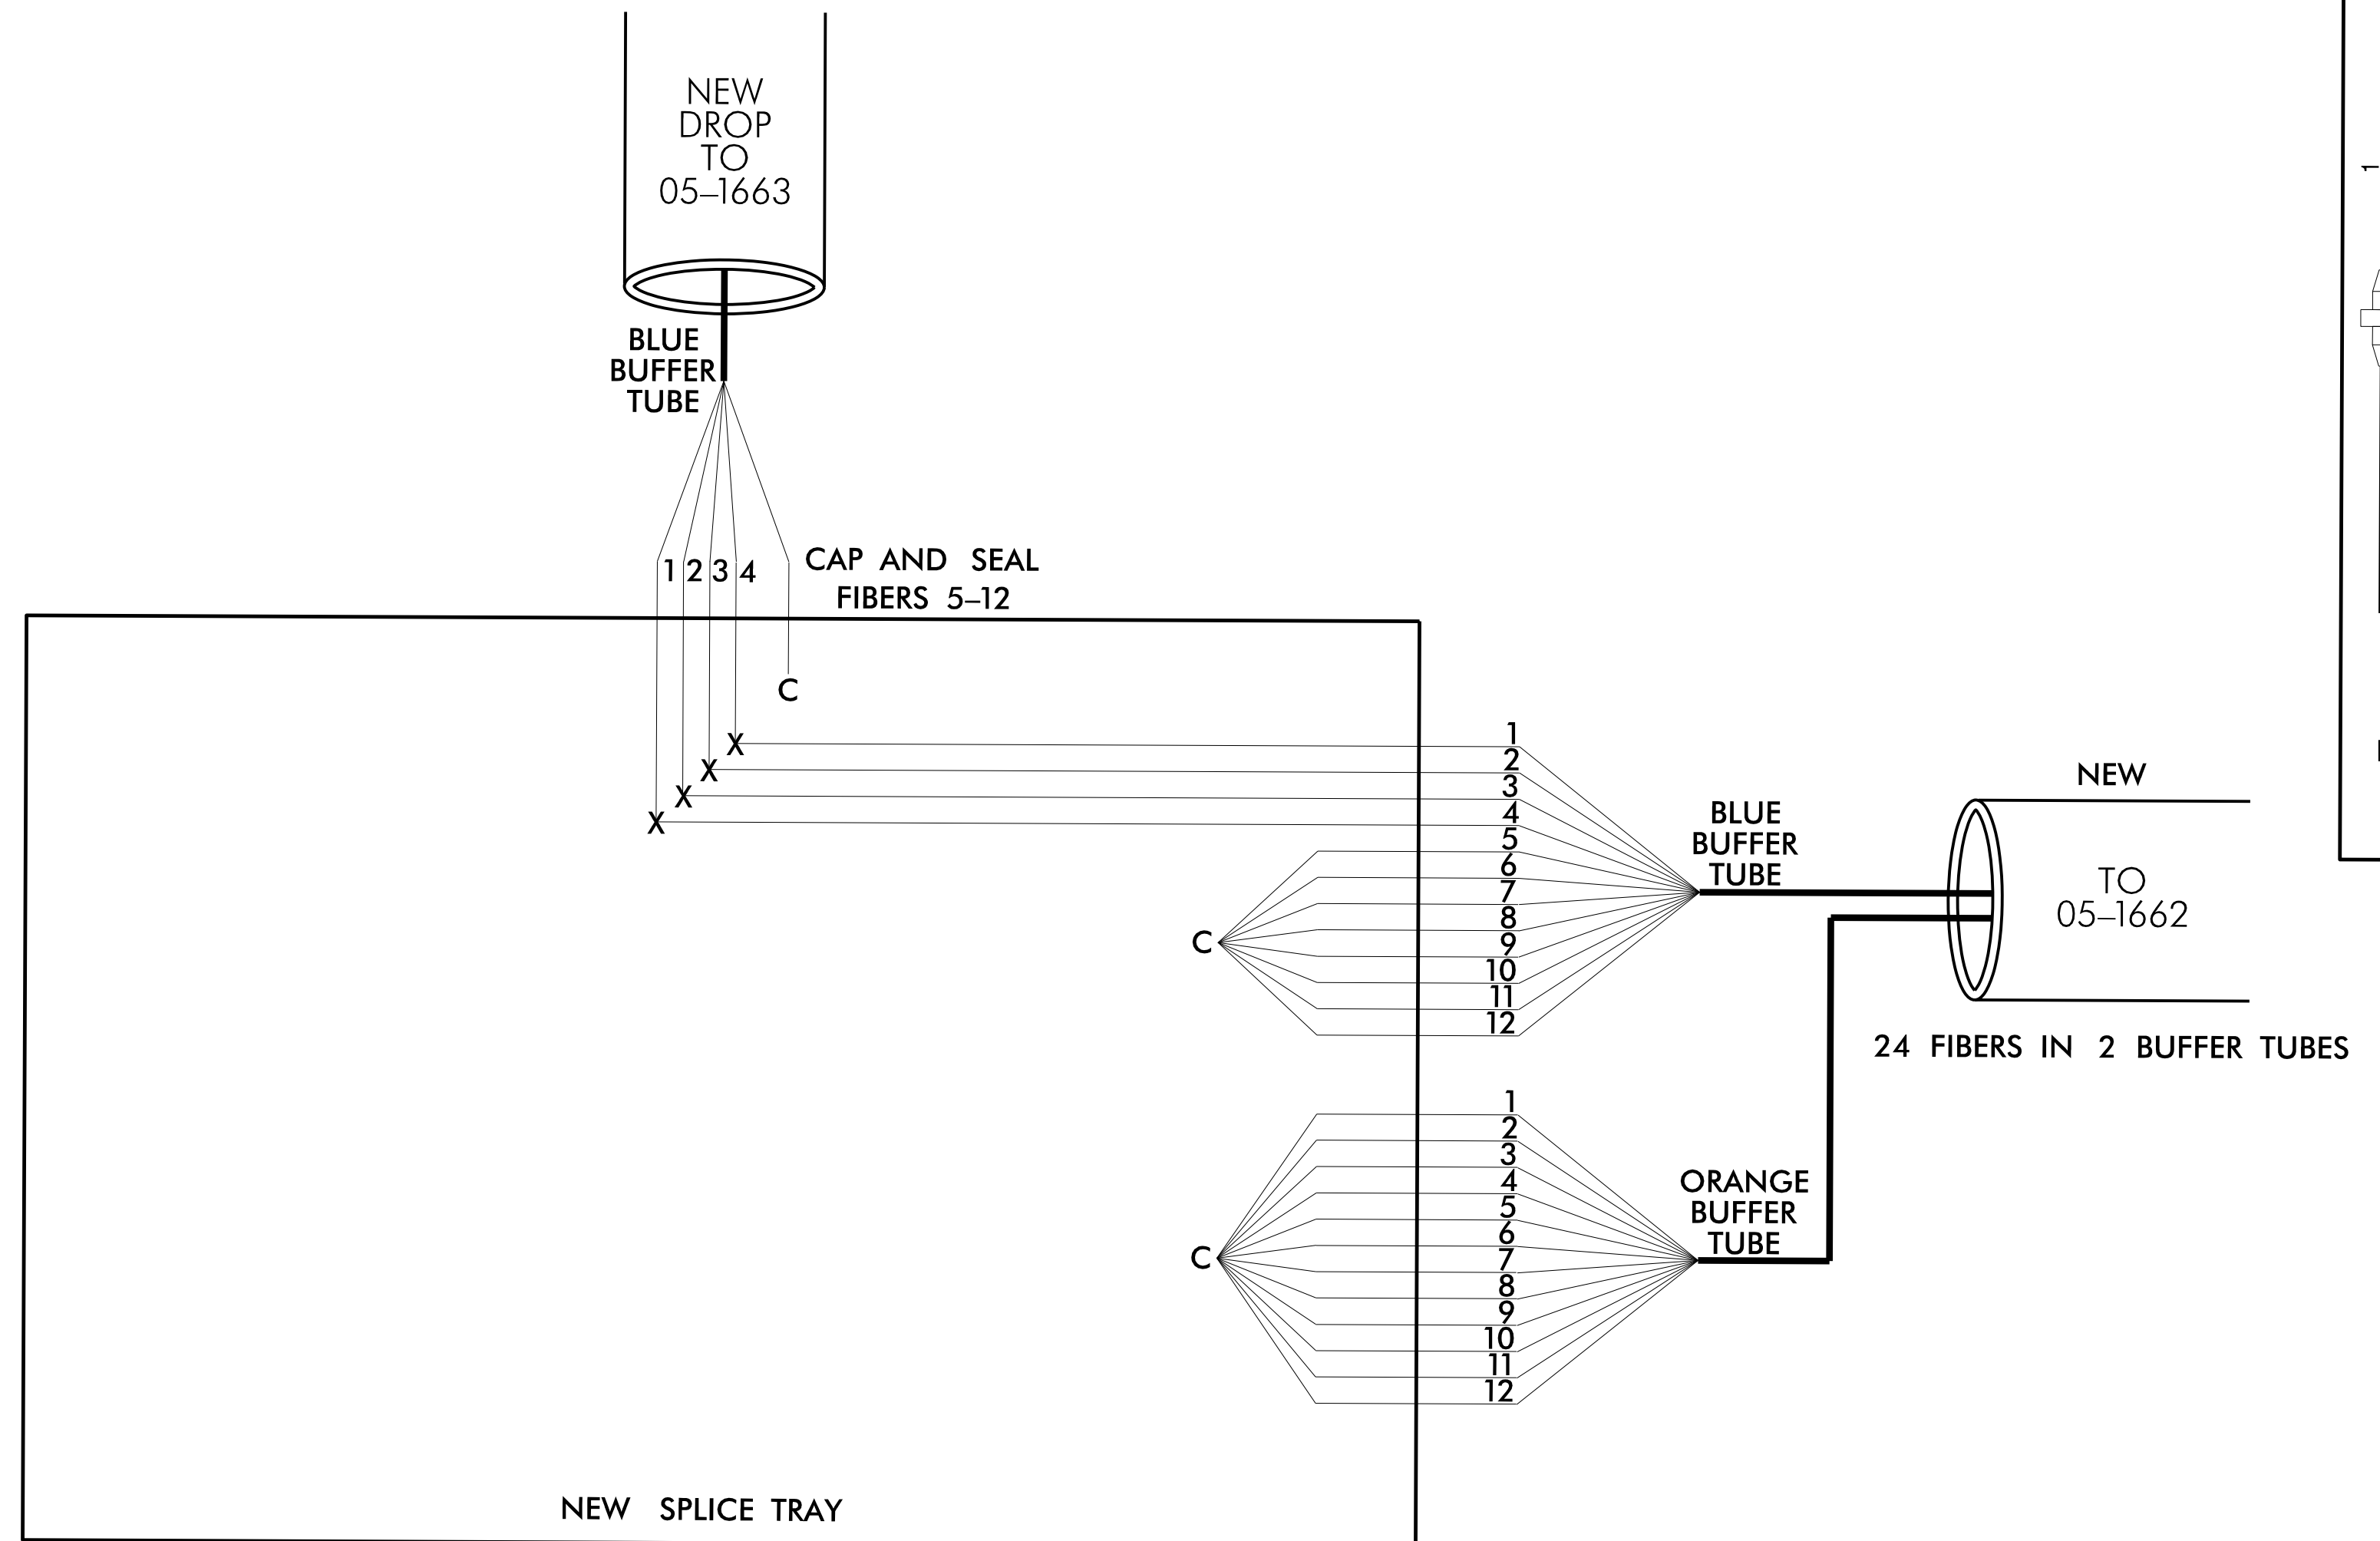 NEW
DROP
TO
05–1663
BLUE
BUFFER
TUBE
1 2 3 4
CAP AND SEAL
FIBERS 5–12
C
X
X
X
X
1
2
3
4
5
6
7
8
9
10
11
12
C
BLUE
BUFFER
TUBE
NEW
TO
05–1662
24 FIBERS IN 2 BUFFER TUBES
1
2
3
4
5
6
7
8
9
10
11
12
C
ORANGE
BUFFER
TUBE
NEW SPLICE TRAY
1